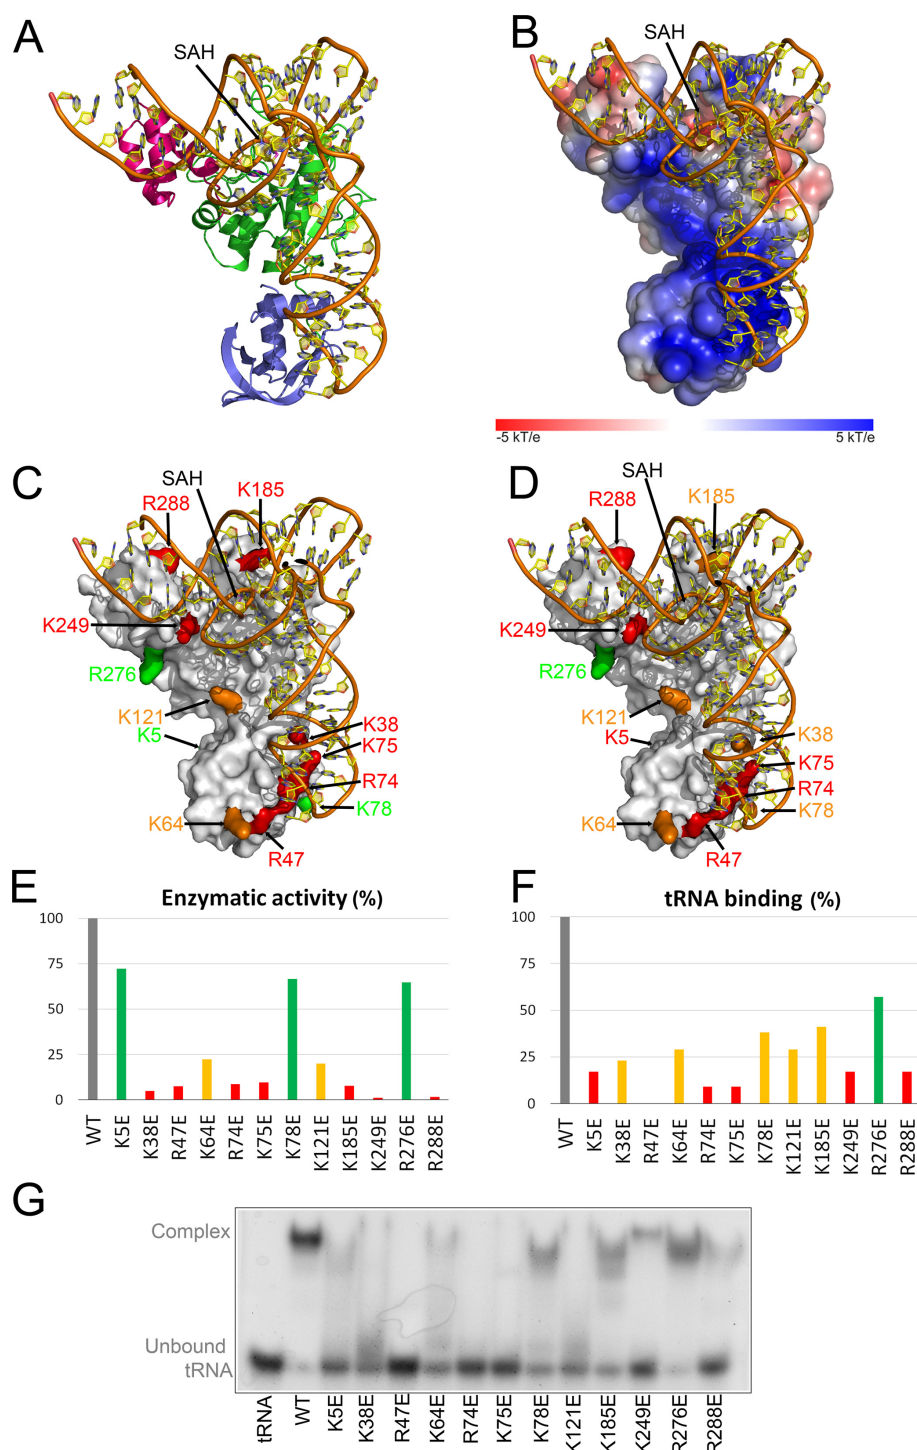 A
SAH
B
SAH
-5 kT/e
5 kT/e
C
SAH
R288
K185
K249
R276
K121
K5
K38
K75
R74
K78
K64
R47
D
SAH
R288
K185
K249
R276
K121
K5
K38
K75
R74
K78
K64
R47
E
Enzymatic activity (%)
100
75
50
25
0
WT
K5E
K38E
R47E
K64E
R74E
K75E
K78E
K121E
K185E
K249E
R276E
R288E
F
tRNA binding (%)
100
75
50
25
0
WT
K5E
K38E
R47E
K64E
R74E
K75E
K78E
K121E
K185E
K249E
R276E
R288E
G
Complex
Unbound
tRNA
tRNA
WT
K5E
K38E
R47E
K64E
R74E
K75E
K78E
K121E
K185E
K249E
R276E
R288E